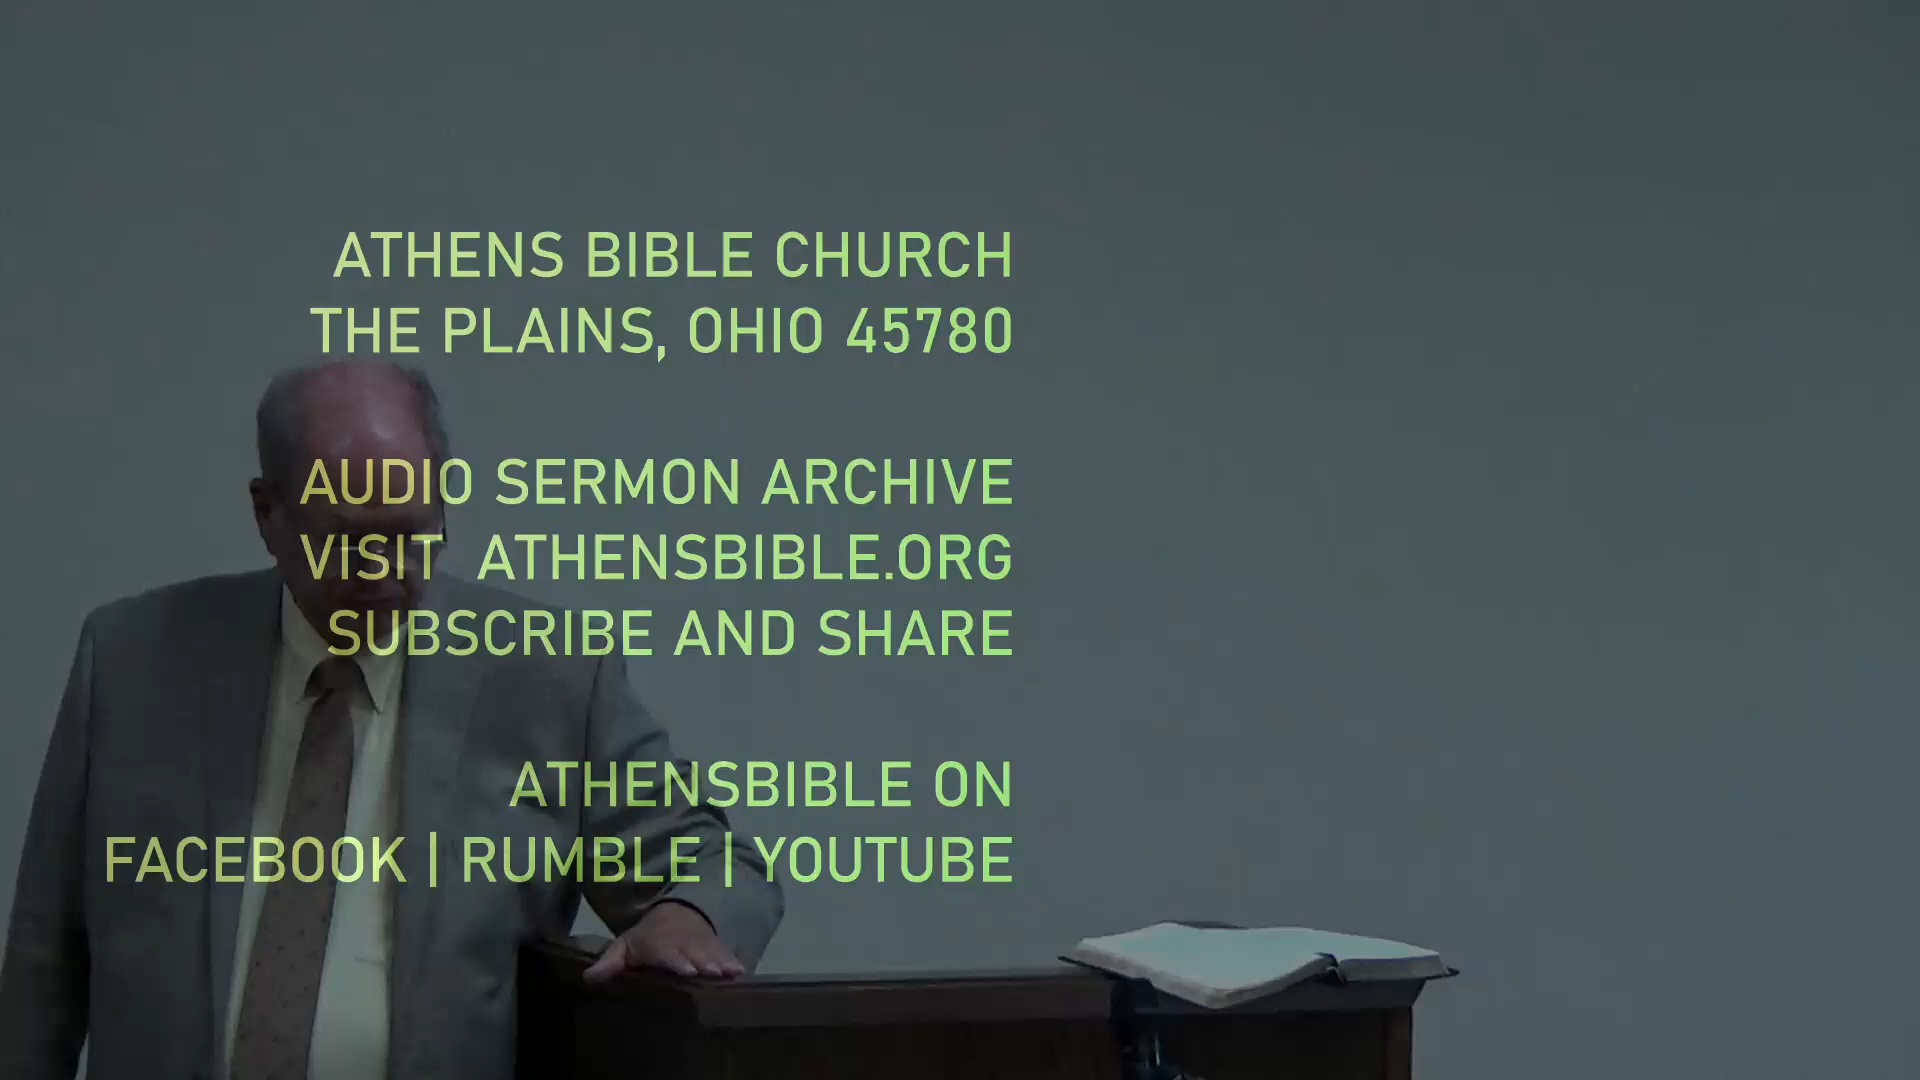 ATHENS BIBLE CHURCH
THE PLAINS, OHIO 45780
AUDIO SERMON ARCHIVE
VISIT ATHENSBIBLE.ORG
SUBSCRIBE AND SHARE
ATHENSBIBLE ON
FACEBOOK | RUMBLE | YOUTUBE